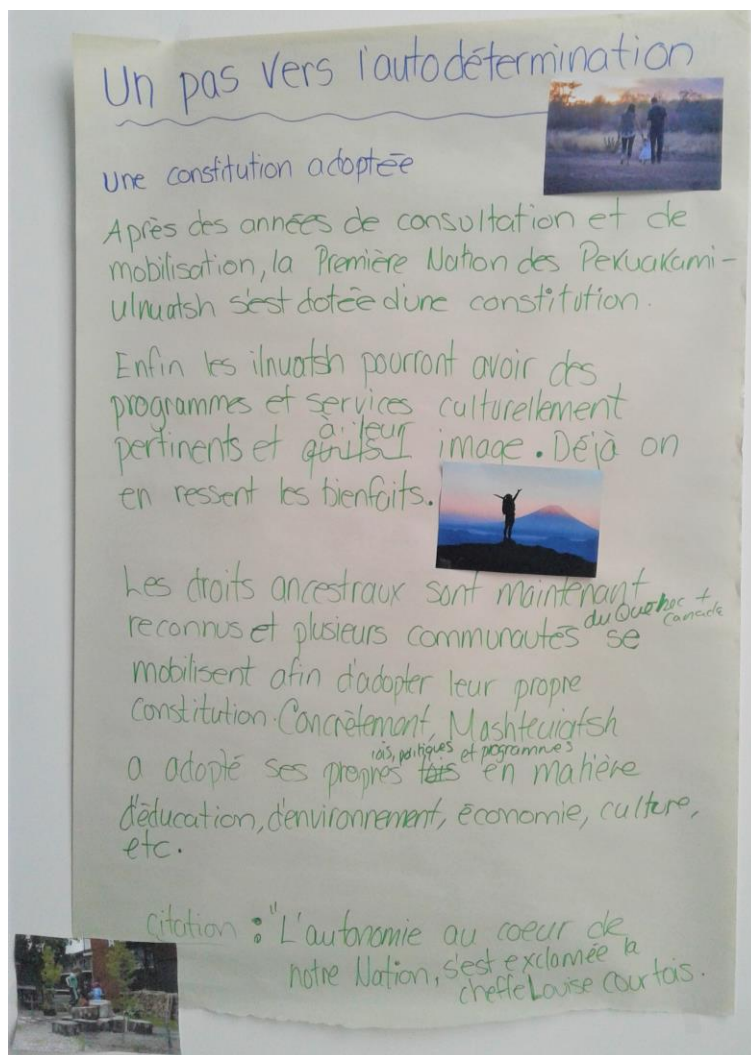 Un pas vers l'autodétermination
Une constitution adoptée
Après des années de consultation et de
mobilisation, la Première Nation des Pekuakami-
ulnuatsh s'est dotée d'une constitution.
Enfin les ilnuatsh pourront avoir des
programmes et services culturellement
pertinents et à leur image. Déjà on
en ressent les bienfaits.
Les droits ancestraux sont maintenant
reconnus et plusieurs communautés du Québec + Canada se
mobilisent afin d'adopter leur propre
constitution. Concrètement, Mashteuiatsh
a adopté ses propres lois, politiques et programmes en matière
d'éducation, d'environnement, économie, culture,
etc.
Citation : "L'autonomie au coeur de
notre Nation, s'est exclamée la
cheffe Louise Courtois.